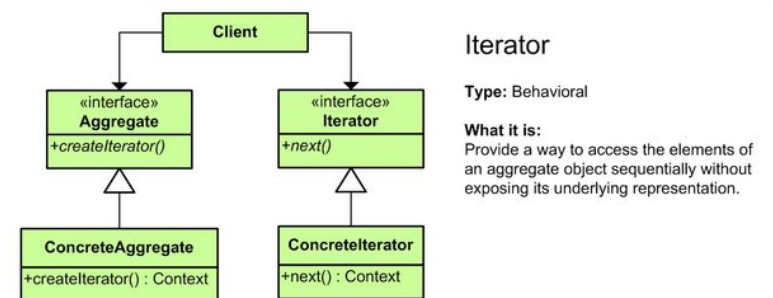 Client
«interface»
Aggregate
+createIterator()
«interface»
Iterator
+next()
ConcreteAggregate
+createIterator() : Context
ConcreteIterator
+next() : Context
Iterator
Type: Behavioral
What it is:
Provide a way to access the elements of
an aggregate object sequentially without
exposing its underlying representation.